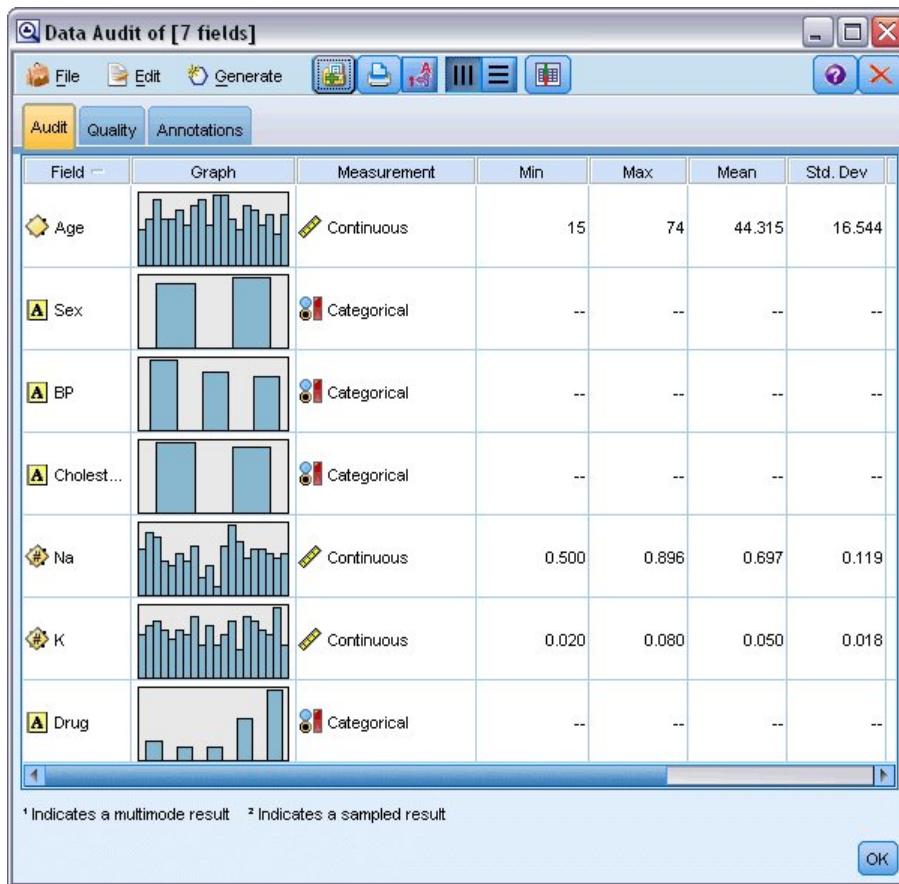 Data Audit of [7 fields]
File Edit Generate
Audit Quality Annotations
Field Graph Measurement Min Max Mean Std. Dev
Age Continuous 15 74 44.315 16.544
A Sex Categorical -- -- -- --
A BP Categorical -- -- -- --
A Cholest... Categorical -- -- -- --
# Na Continuous 0.500 0.896 0.697 0.119
# K Continuous 0.020 0.080 0.050 0.018
A Drug Categorical -- -- -- --
¹ Indicates a multimode result ² Indicates a sampled result
OK